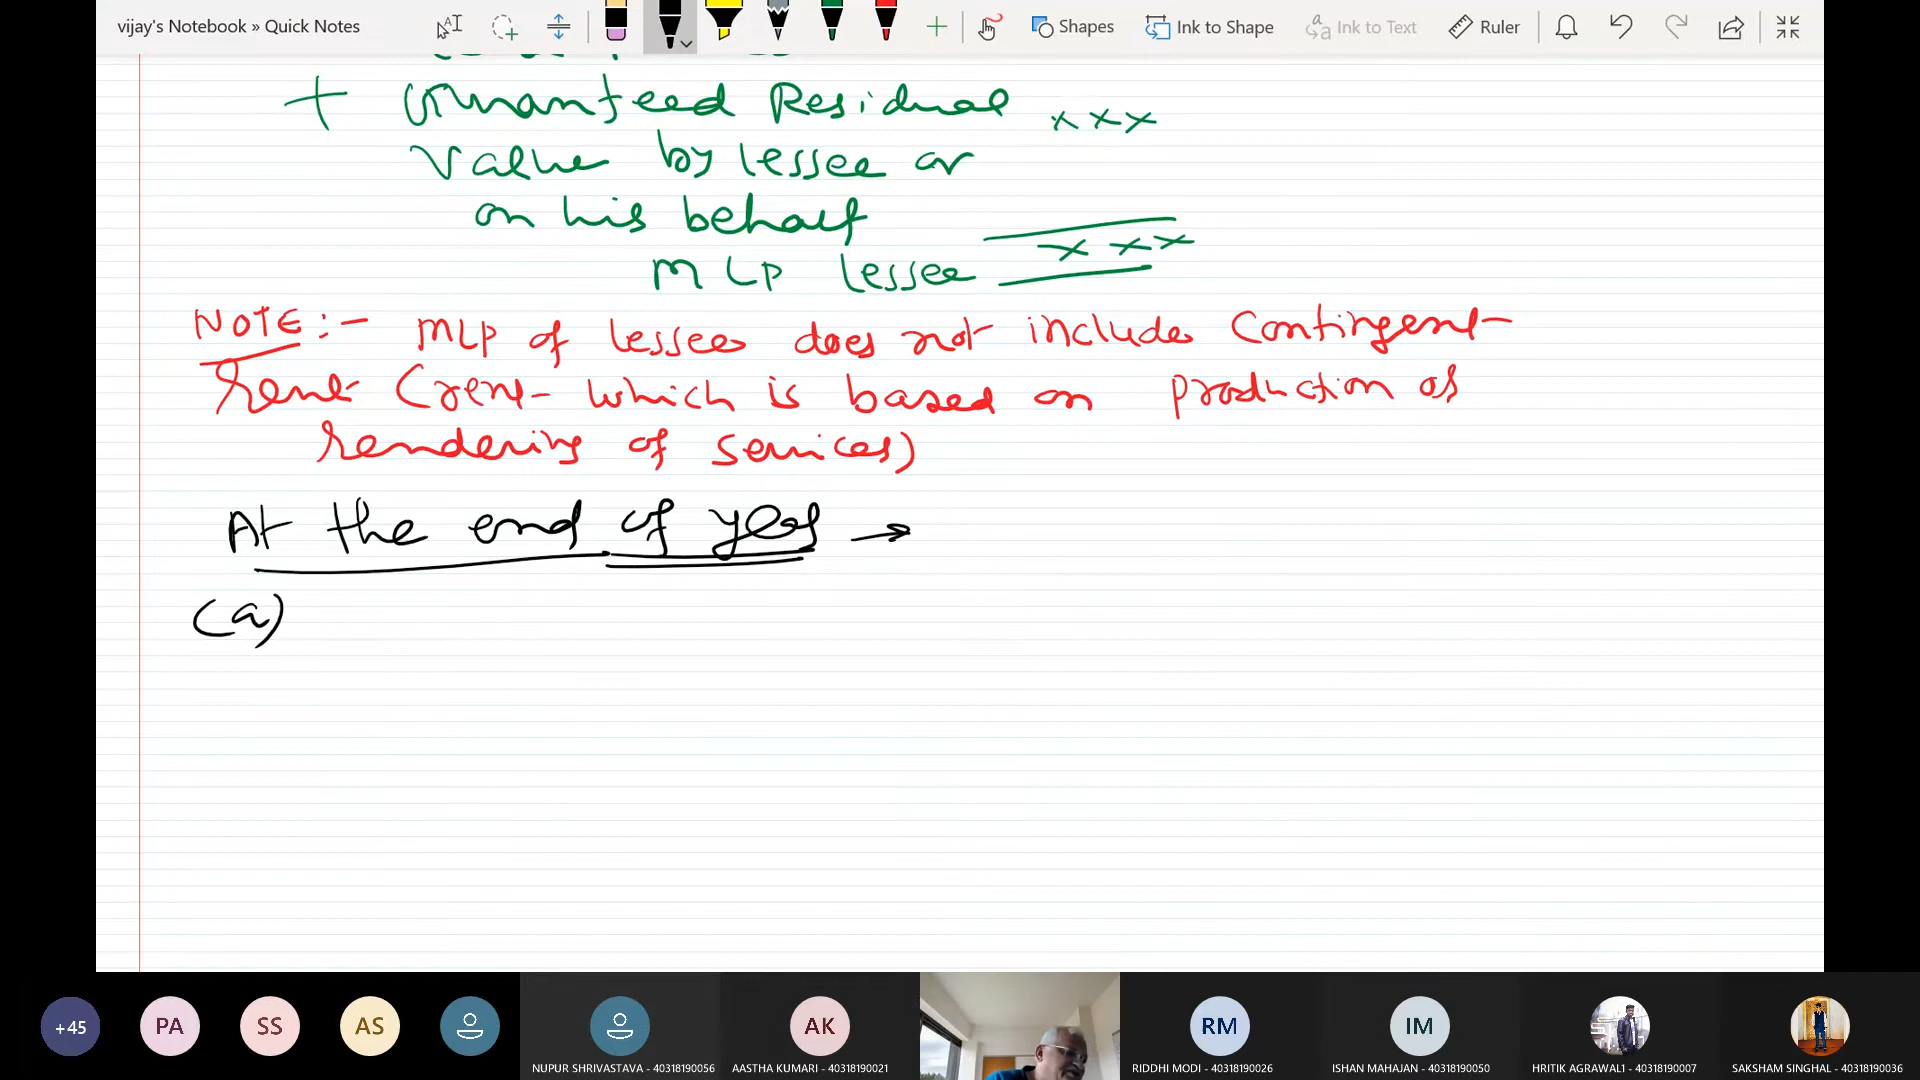 vijay's Notebook » Quick Notes
Shapes
Ink to Shape
Ink to Text
Ruler
+ Guaranteed Residual xxx
Value by lessee or
on his behalf
MLP lessee xxx
NOTE:- MLP of lessee does not include Contingent
Rent (rent which is based on production or
rendering of services)
At the end of year →
(a)
+45
PA
SS
AS
AK
RM
IM
NUPUR SHRIVASTAVA - 40318190056
AASTHA KUMARI - 40318190021
RIDDHI MODI - 40318190026
ISHAN MAHAJAN - 40318190050
HRITIK AGRAWAL1 - 40318190007
SAKSHAM SINGHAL - 40318190036